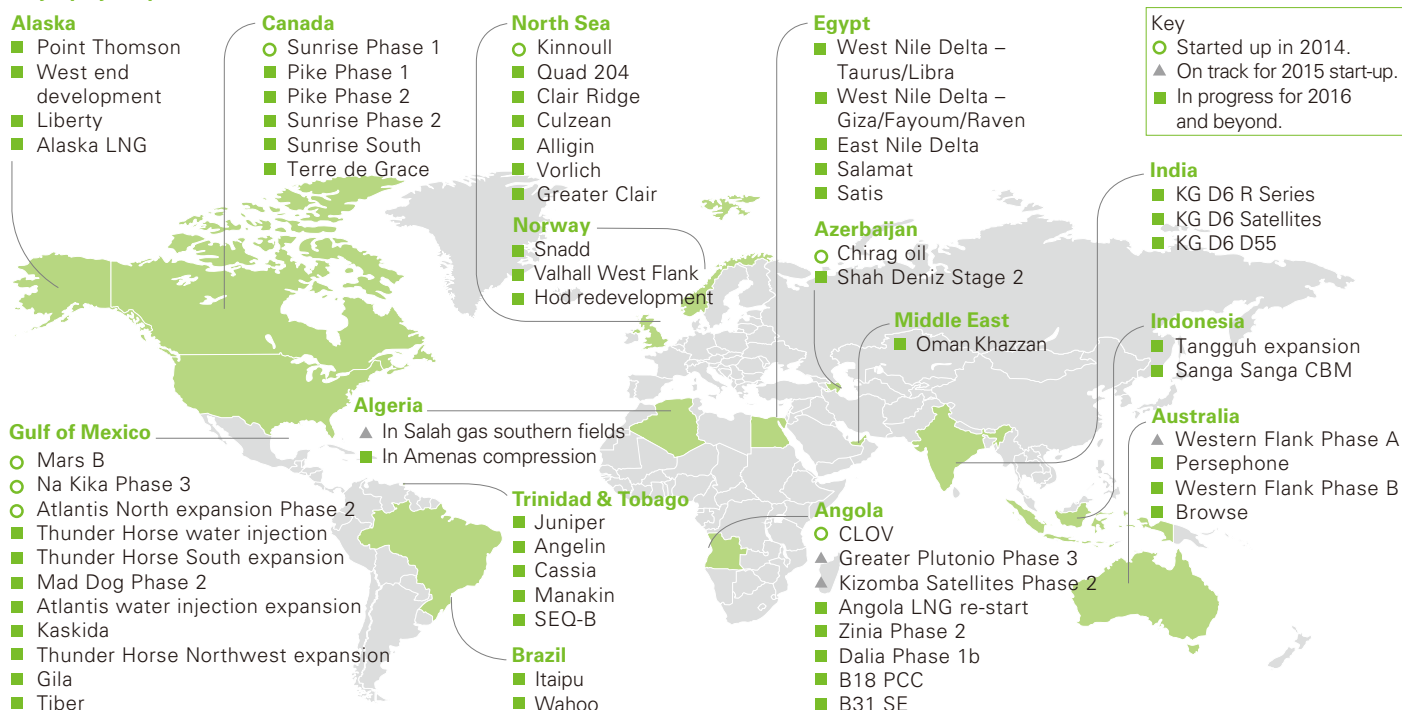 Alaska
Point Thomson
West end
development
Liberty
Alaska LNG
Canada
Sunrise Phase 1
Pike Phase 1
Pike Phase 2
Sunrise Phase 2
Sunrise South
Terre de Grace
North Sea
Kinnoull
Quad 204
Clair Ridge
Culzean
Alligin
Vorlich
Greater Clair
Norway
Snadd
Valhall West Flank
Hod redevelopment
Egypt
West Nile Delta –
Taurus/Libra
West Nile Delta –
Giza/Fayoum/Raven
East Nile Delta
Salamat
Satis
Azerbaijan
Chirag oil
Shah Deniz Stage 2
Middle East
Oman Khazzan
Key
Started up in 2014.
On track for 2015 start-up.
In progress for 2016
and beyond.
India
KG D6 R Series
KG D6 Satellites
KG D6 D55
Indonesia
Tangguh expansion
Sanga Sanga CBM
Australia
Western Flank Phase A
Persephone
Western Flank Phase B
Browse
Algeria
In Salah gas southern fields
In Amenas compression
Gulf of Mexico
Mars B
Na Kika Phase 3
Atlantis North expansion Phase 2
Thunder Horse water injection
Thunder Horse South expansion
Mad Dog Phase 2
Atlantis water injection expansion
Kaskida
Thunder Horse Northwest expansion
Gila
Tiber
Trinidad & Tobago
Juniper
Angelin
Cassia
Manakin
SEQ-B
Brazil
Itaipu
Wahoo
Angola
CLOV
Greater Plutonio Phase 3
Kizomba Satellites Phase 2
Angola LNG re-start
Zinia Phase 2
Dalia Phase 1b
B18 PCC
B31 SE